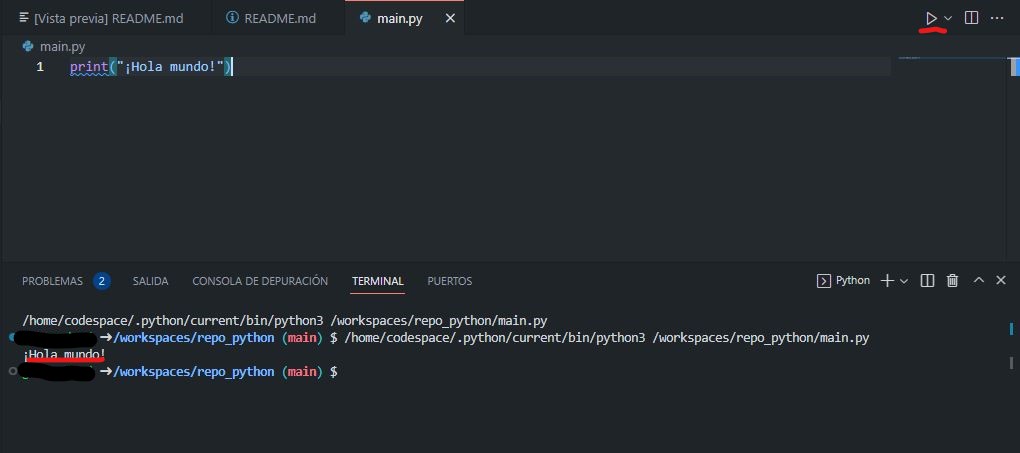 [Vista previa] README.md README.md main.py
main.py
1 print("¡Hola mundo!")
PROBLEMAS 2 SALIDA CONSOLA DE DEPURACIÓN TERMINAL PUERTOS Python
/home/codespace/.python/current/bin/python3 /workspaces/repo_python/main.py
➜/workspaces/repo_python (main) $ /home/codespace/.python/current/bin/python3 /workspaces/repo_python/main.py
¡Hola mundo!
➜/workspaces/repo_python (main) $